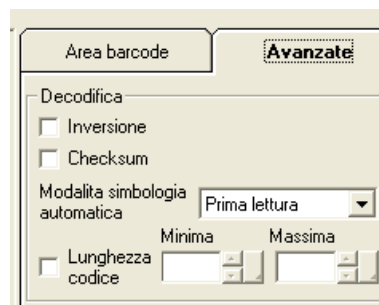 Area barcode Avanzate
Decodifica
Inversione
Checksum
Modalita simbologia
automatica
Prima lettura
Minima Massima
Lunghezza
codice